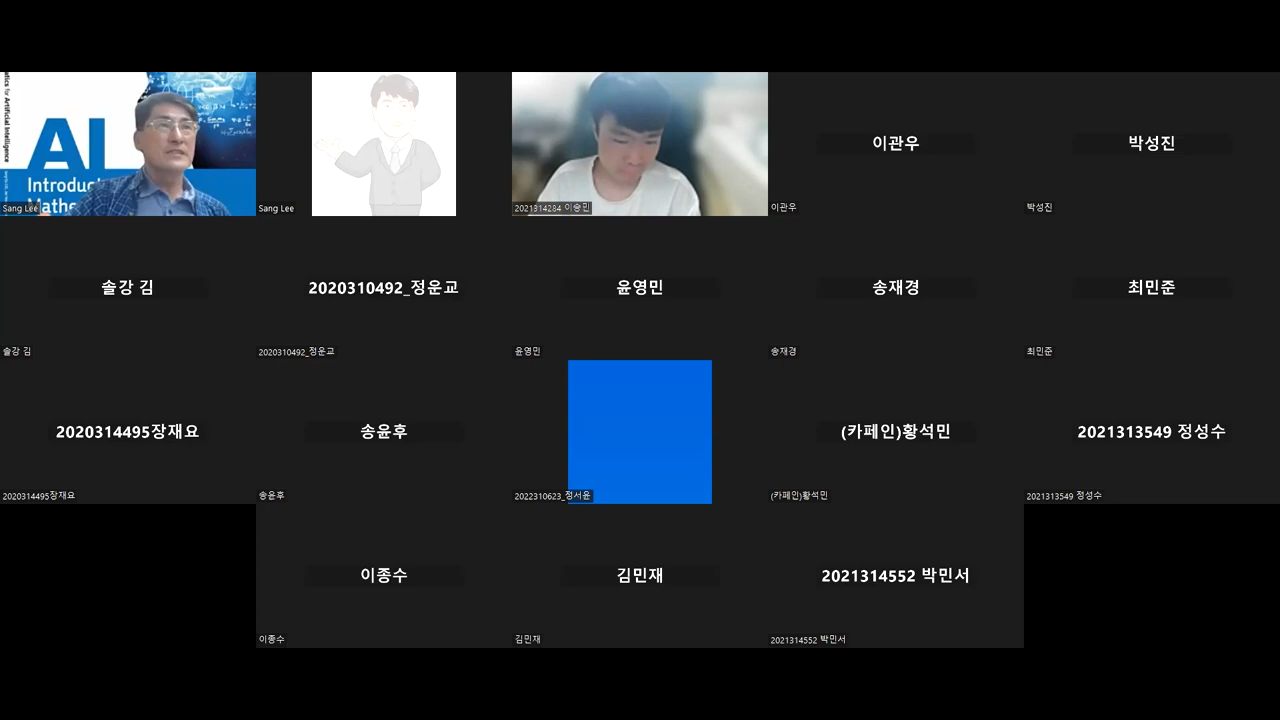 AI
Introduc
Mathe
Sang Lee
Sang Lee
2021314284 이승민
이관우
이관우
박성진
박성진
솔강 김
솔강 김
2020310492_정운교
2020310492_정운교
윤영민
윤영민
송재경
송재경
최민준
최민준
2020314495장재요
2020314495장재요
송윤후
송윤후
2022310623_정서윤
(카페인)황석민
(카페인)황석민
2021313549 정성수
2021313549 정성수
이종수
이종수
김민재
김민재
2021314552 박민서
2021314552 박민서